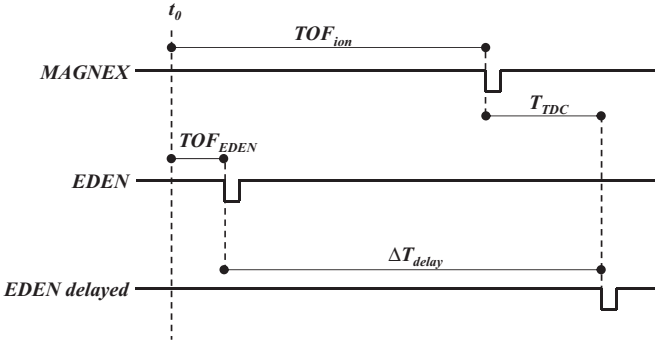 t0
TOFion
MAGNEX
TTDC
TOFEDEN
EDEN
ΔTdelay
EDEN delayed